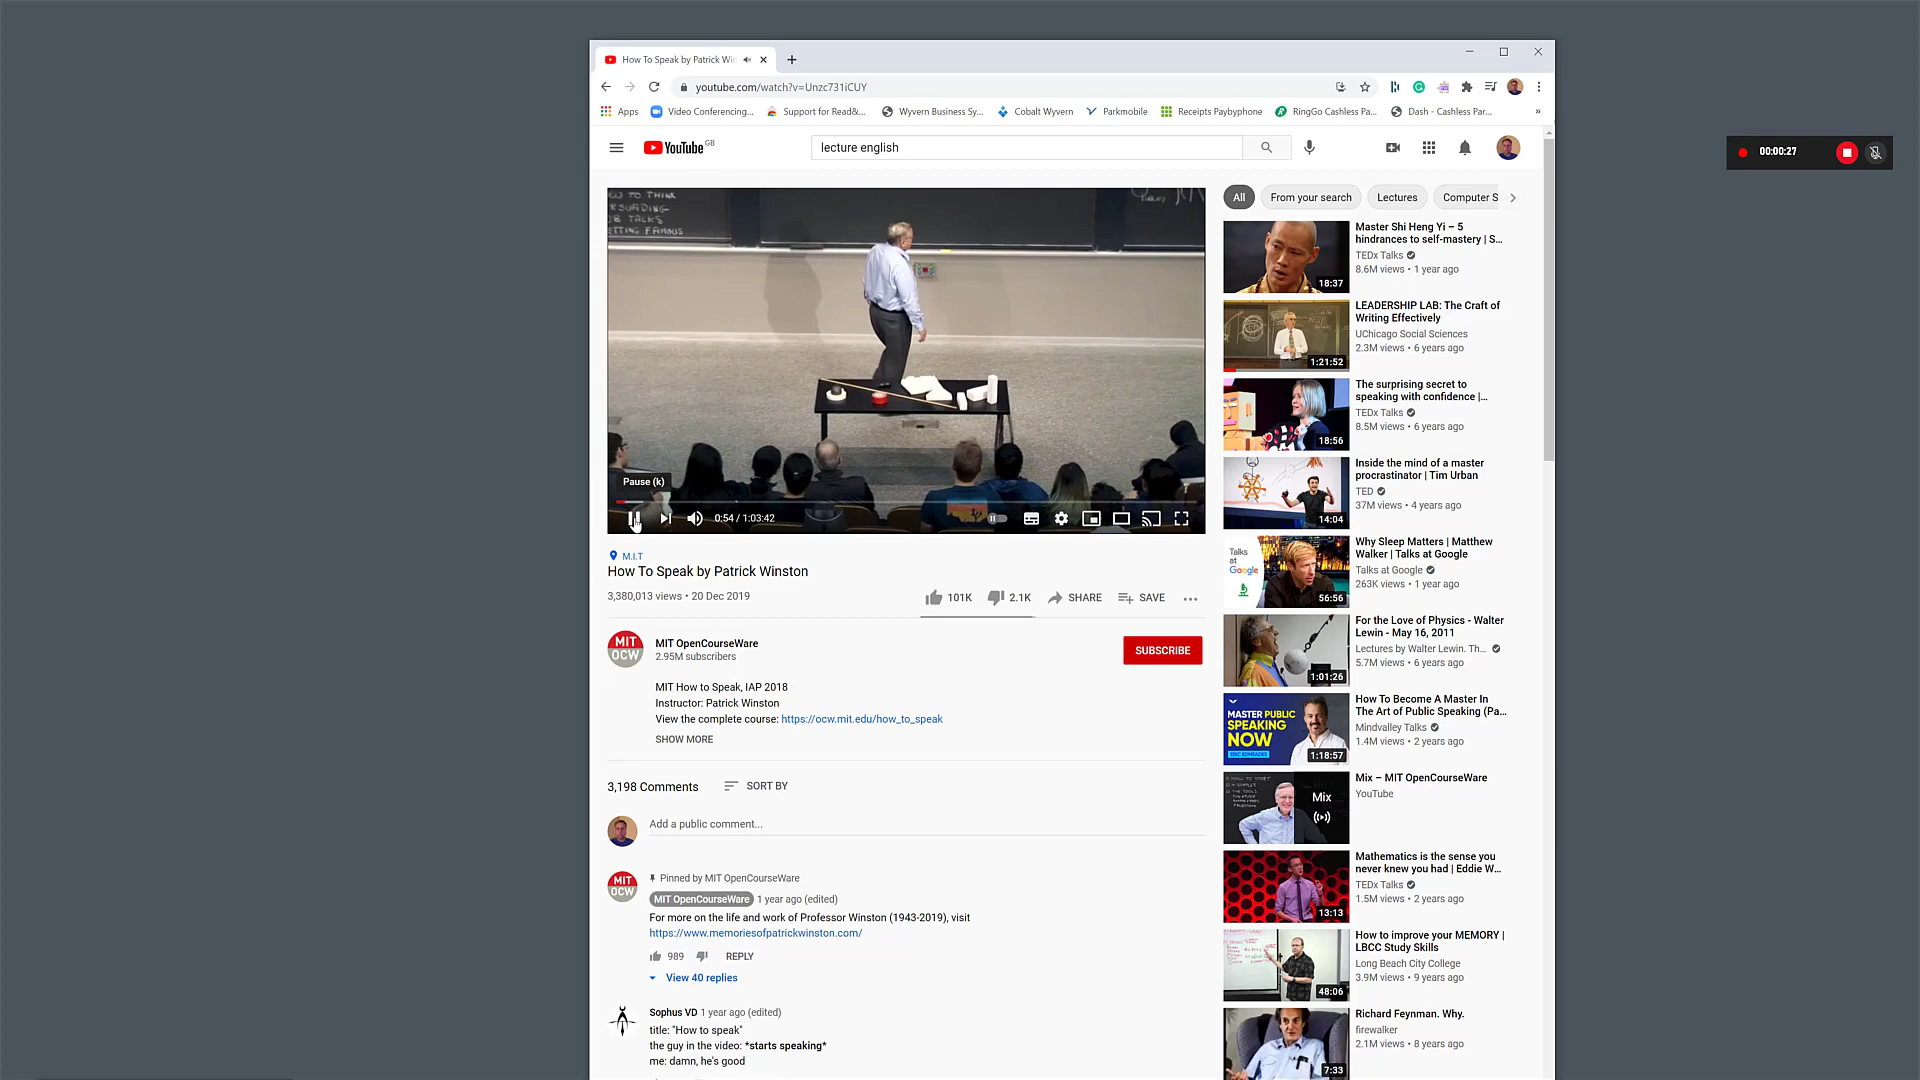 How To Speak by Patrick Win
youtube.com/watch?v=Unzc731iCUY
Apps
Video Conferencing...
Support for Read&...
Wyvern Business Sy...
Cobalt Wyvern
Parkmobile
Receipts Paybyphone
RingGo Cashless Pa...
Dash - Cashless Par...
»
YouTube GB
lecture english
00:00:27
TO THINK
TALKS
FAMOUS
Pause (k)
0:54 / 1:03:42
M.I.T
How To Speak by Patrick Winston
3,380,013 views • 20 Dec 2019
101K
2.1K
SHARE
SAVE
MIT OCW
MIT OpenCourseWare
2.95M subscribers
SUBSCRIBE
MIT How to Speak, IAP 2018
Instructor: Patrick Winston
View the complete course: https://ocw.mit.edu/how_to_speak
SHOW MORE
3,198 Comments
SORT BY
Add a public comment...
MIT OCW
Pinned by MIT OpenCourseWare
MIT OpenCourseWare 1 year ago (edited)
For more on the life and work of Professor Winston (1943-2019), visit
https://www.memoriesofpatrickwinston.com/
989
REPLY
View 40 replies
Sophus VD 1 year ago (edited)
title: "How to speak"
the guy in the video: *starts speaking*
me: damn, he's good
All
From your search
Lectures
Computer S
18:37
Master Shi Heng Yi – 5
hindrances to self-mastery | S...
TEDx Talks
8.6M views • 1 year ago
1:21:52
LEADERSHIP LAB: The Craft of
Writing Effectively
UChicago Social Sciences
2.3M views • 6 years ago
18:56
The surprising secret to
speaking with confidence |...
TEDx Talks
8.5M views • 6 years ago
14:04
Inside the mind of a master
procrastinator | Tim Urban
TED
37M views • 4 years ago
Talks
at
Google
56:56
Why Sleep Matters | Matthew
Walker | Talks at Google
Talks at Google
263K views • 1 year ago
1:01:26
For the Love of Physics - Walter
Lewin - May 16, 2011
Lectures by Walter Lewin. Th...
5.7M views • 6 years ago
MASTER PUBLIC
SPEAKING
NOW
ERIC EDMEADES
1:18:57
How To Become A Master In
The Art of Public Speaking (Pa...
Mindvalley Talks
1.4M views • 2 years ago
Mix
Mix – MIT OpenCourseWare
YouTube
13:13
Mathematics is the sense you
never knew you had | Eddie W...
TEDx Talks
1.5M views • 2 years ago
48:06
How to improve your MEMORY |
LBCC Study Skills
Long Beach City College
3.9M views • 9 years ago
7:33
Richard Feynman. Why.
firewalker
2.1M views • 8 years ago